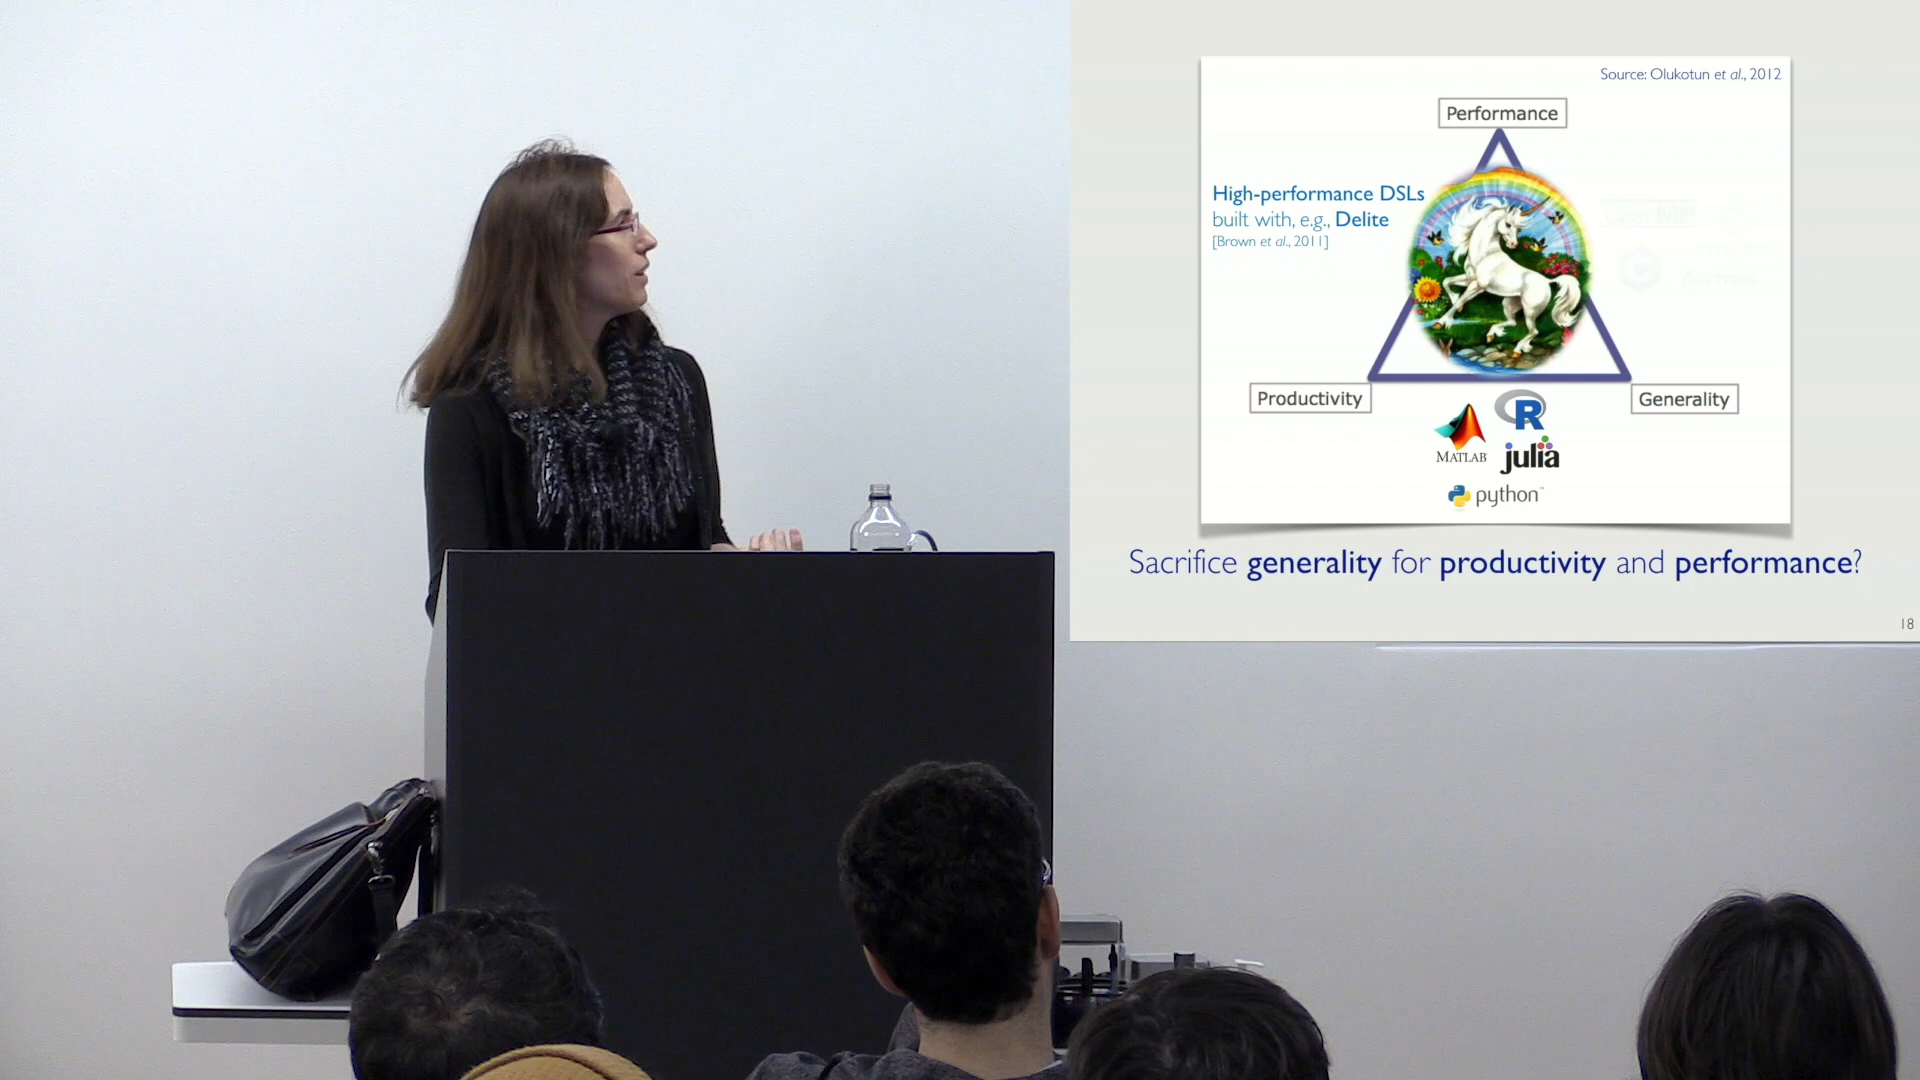 Source: Olukotun et al., 2012
Performance
High-performance DSLs
built with, e.g., Delite
[Brown et al., 2011]
Productivity
Generality
R
MATLAB
julia
python™
Sacrifice generality for productivity and performance?
18